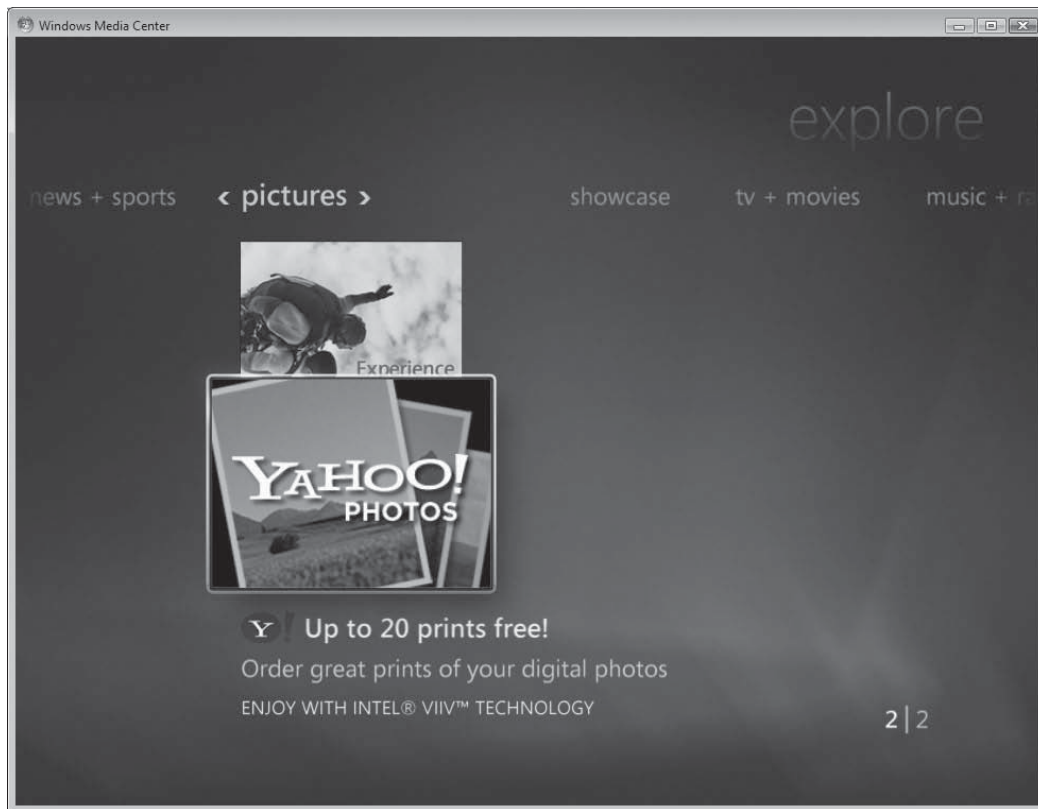 Windows Media Center
explore
news + sports ‹ pictures › showcase tv + movies music +
Experience
YAHOO!
PHOTOS
Y! Up to 20 prints free!
Order great prints of your digital photos
ENJOY WITH INTEL® VIIV™ TECHNOLOGY
2 | 2